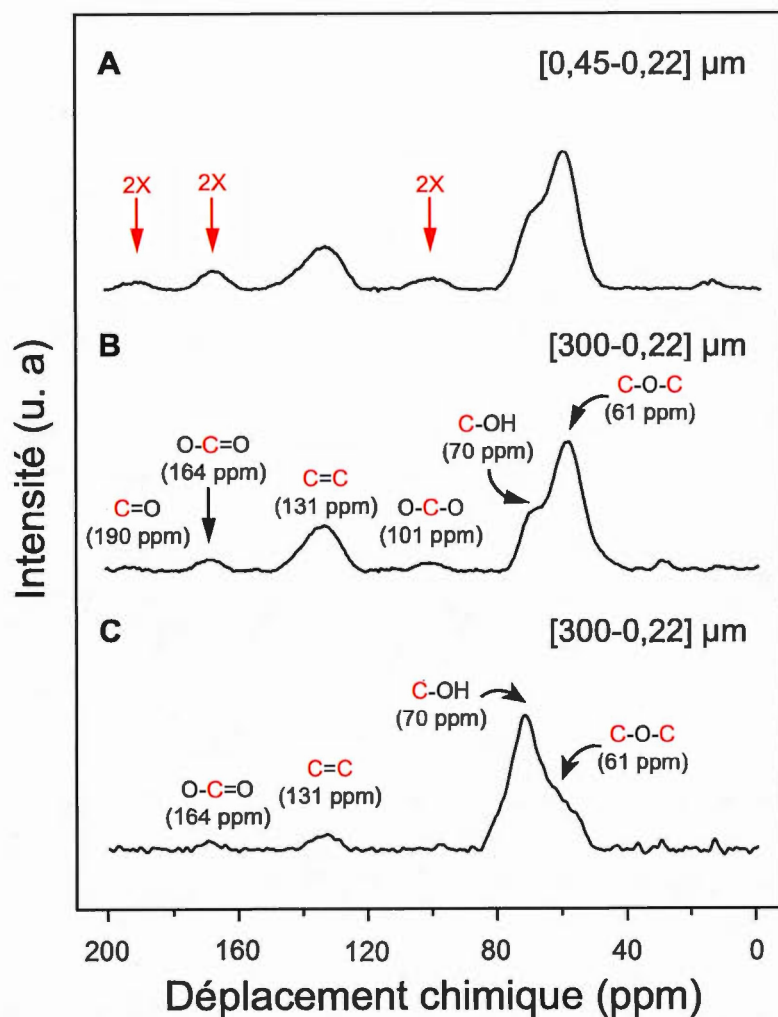 A
[0,45-0,22] µm
2X
2X
2X
B
[300-0,22] µm
C-O-C
(61 ppm)
C-OH
(70 ppm)
O-C=O
(164 ppm)
C=C
(131 ppm)
C=O
(190 ppm)
O-C-O
(101 ppm)
C
[300-0,22] µm
C-OH
(70 ppm)
C-O-C
(61 ppm)
C=C
(131 ppm)
O-C=O
(164 ppm)
Intensité (u. a)
200 160 120 80 40 0
Déplacement chimique (ppm)